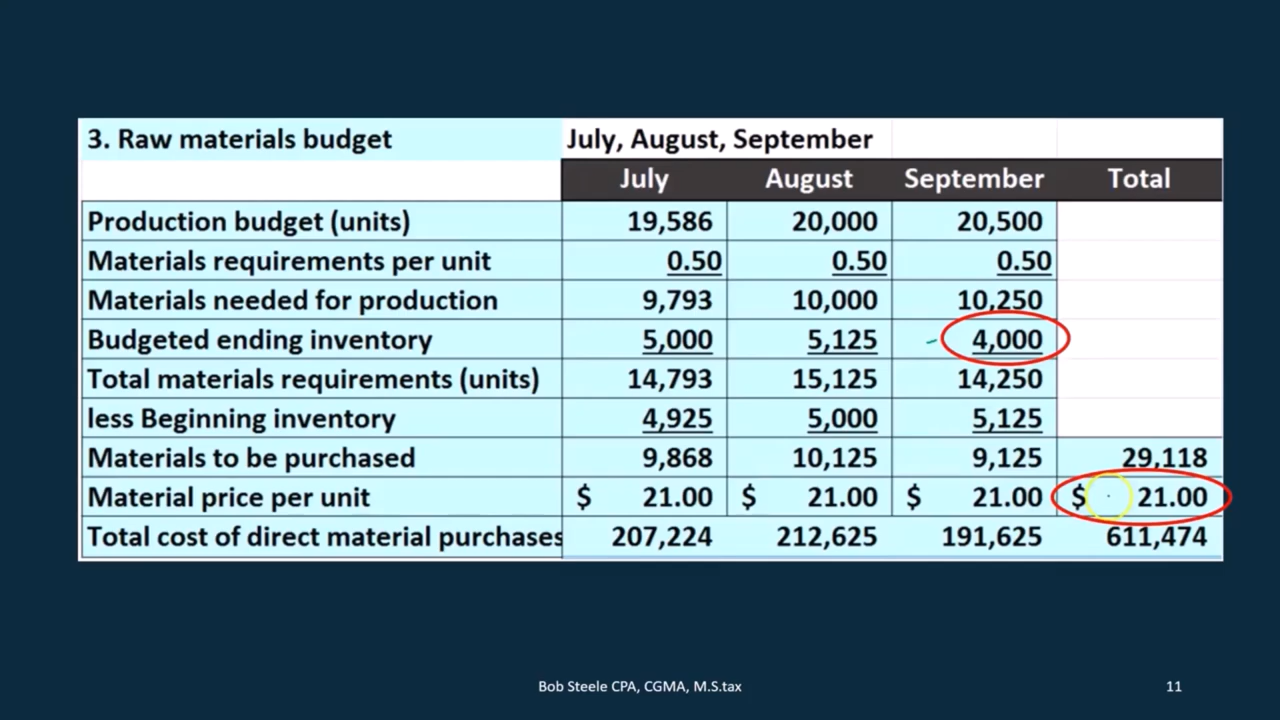 3. Raw materials budget July, August, September
July August September Total
Production budget (units) 19,586 20,000 20,500
Materials requirements per unit 0.50 0.50 0.50
Materials needed for production 9,793 10,000 10,250
Budgeted ending inventory 5,000 5,125 4,000
Total materials requirements (units) 14,793 15,125 14,250
less Beginning inventory 4,925 5,000 5,125
Materials to be purchased 9,868 10,125 9,125 29,118
Material price per unit $ 21.00 $ 21.00 $ 21.00 $ 21.00
Total cost of direct material purchases 207,224 212,625 191,625 611,474
Bob Steele CPA, CGMA, M.S.tax 11